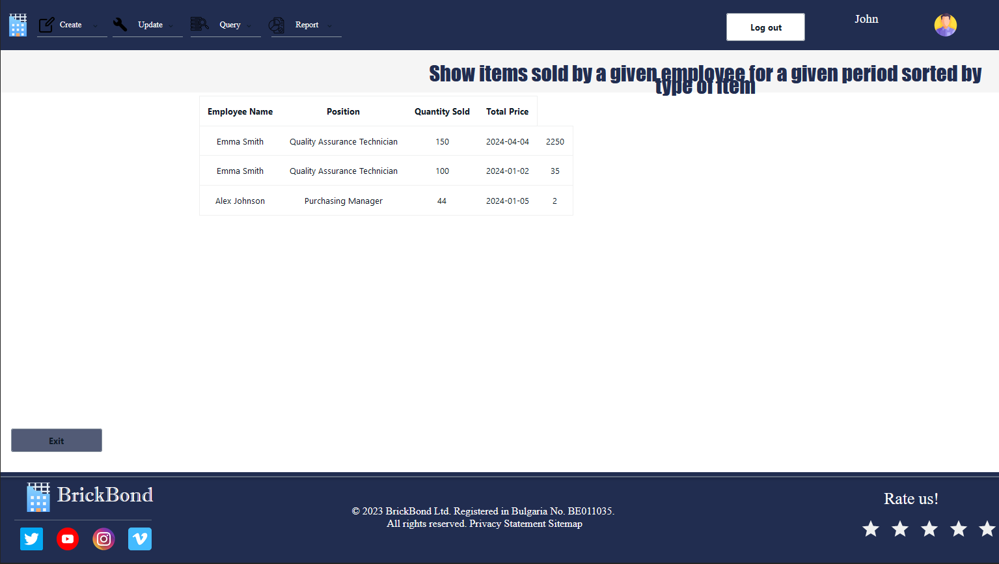 Create
Update
Query
Report
Log out
John
Show items sold by a given employee for a given period sorted by
type of item
Employee Name Position Quantity Sold Total Price
Emma Smith Quality Assurance Technician 150 2024-04-04 2250
Emma Smith Quality Assurance Technician 100 2024-01-02 35
Alex Johnson Purchasing Manager 44 2024-01-05 2
Exit
BrickBond
© 2023 BrickBond Ltd. Registered in Bulgaria No. BE011035.
All rights reserved. Privacy Statement Sitemap
Rate us!